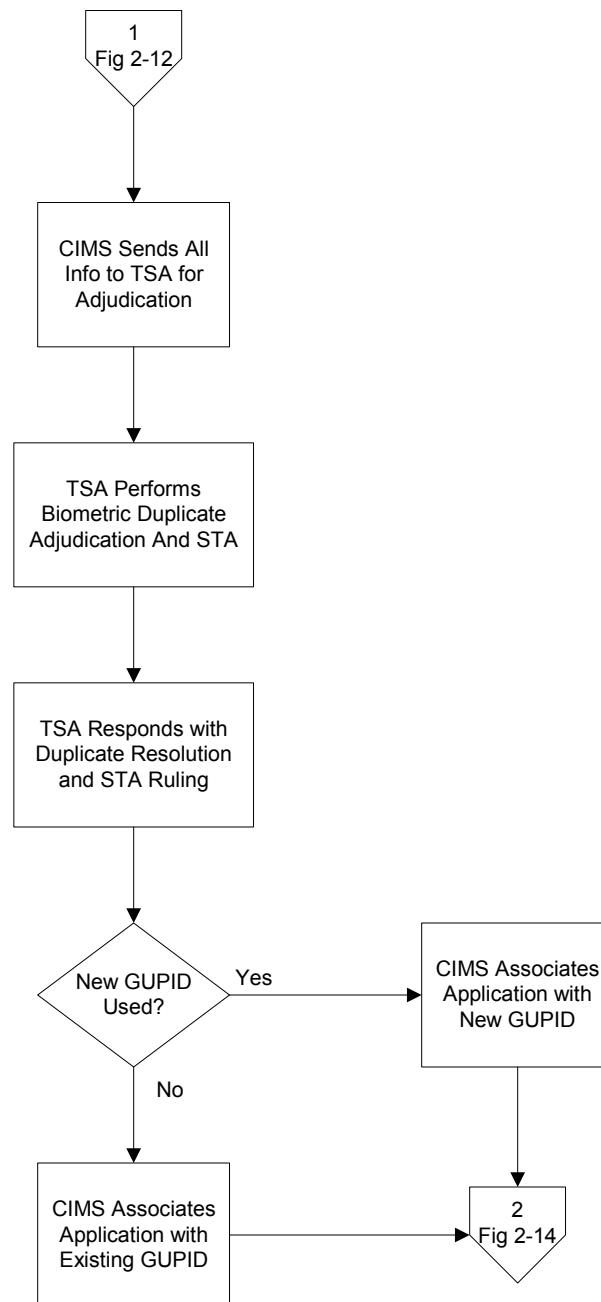 1
Fig 2-12
CIMS Sends All
Info to TSA for
Adjudication
TSA Performs
Biometric Duplicate
Adjudication And STA
TSA Responds with
Duplicate Resolution
and STA Ruling
New GUPID
Used?
Yes
CIMS Associates
Application with
New GUPID
No
CIMS Associates
Application with
Existing GUPID
2
Fig 2-14